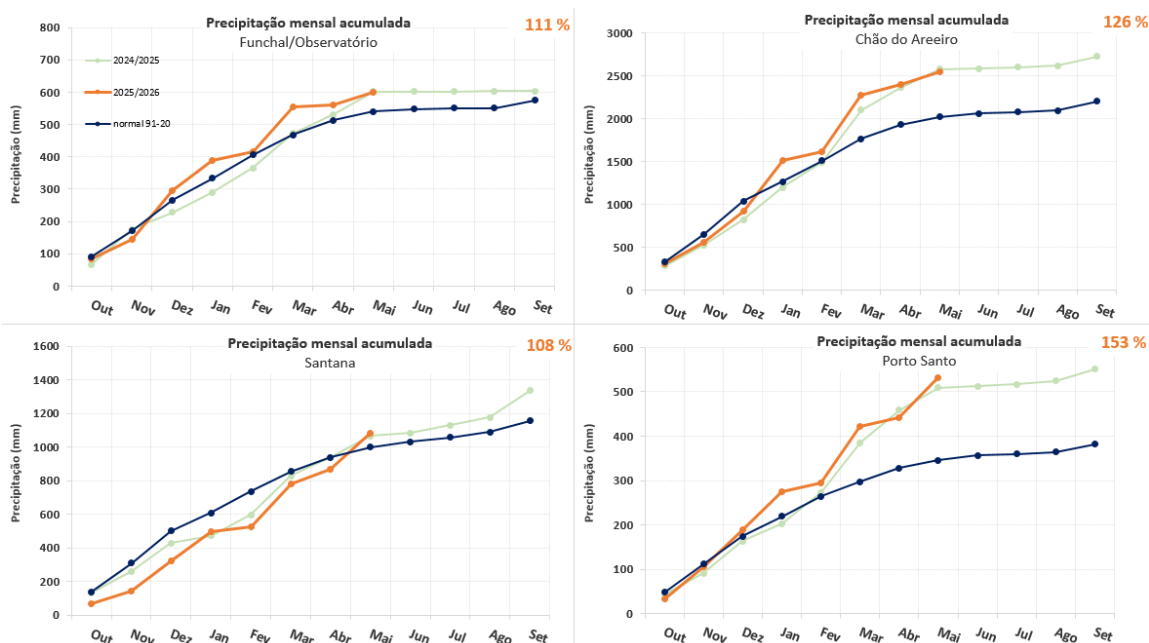 Precipitação mensal acumulada
111 %
Funchal/Observatório
Precipitação (mm)
800
700
600
500
400
300
200
100
0
2024/2025
2025/2026
normal 91-20
Out Nov Dez Jan Fev Mar Abr Mai Jun Jul Ago Set
Precipitação mensal acumulada
126 %
Chão do Areeiro
Precipitação (mm)
3000
2500
2000
1500
1000
500
0
Out Nov Dez Jan Fev Mar Abr Mai Jun Jul Ago Set
Precipitação mensal acumulada
108 %
Santana
Precipitação (mm)
1600
1400
1200
1000
800
600
400
200
0
Out Nov Dez Jan Fev Mar Abr Mai Jun Jul Ago Set
Precipitação mensal acumulada
153 %
Porto Santo
Precipitação (mm)
600
500
400
300
200
100
0
Out Nov Dez Jan Fev Mar Abr Mai Jun Jul Ago Set